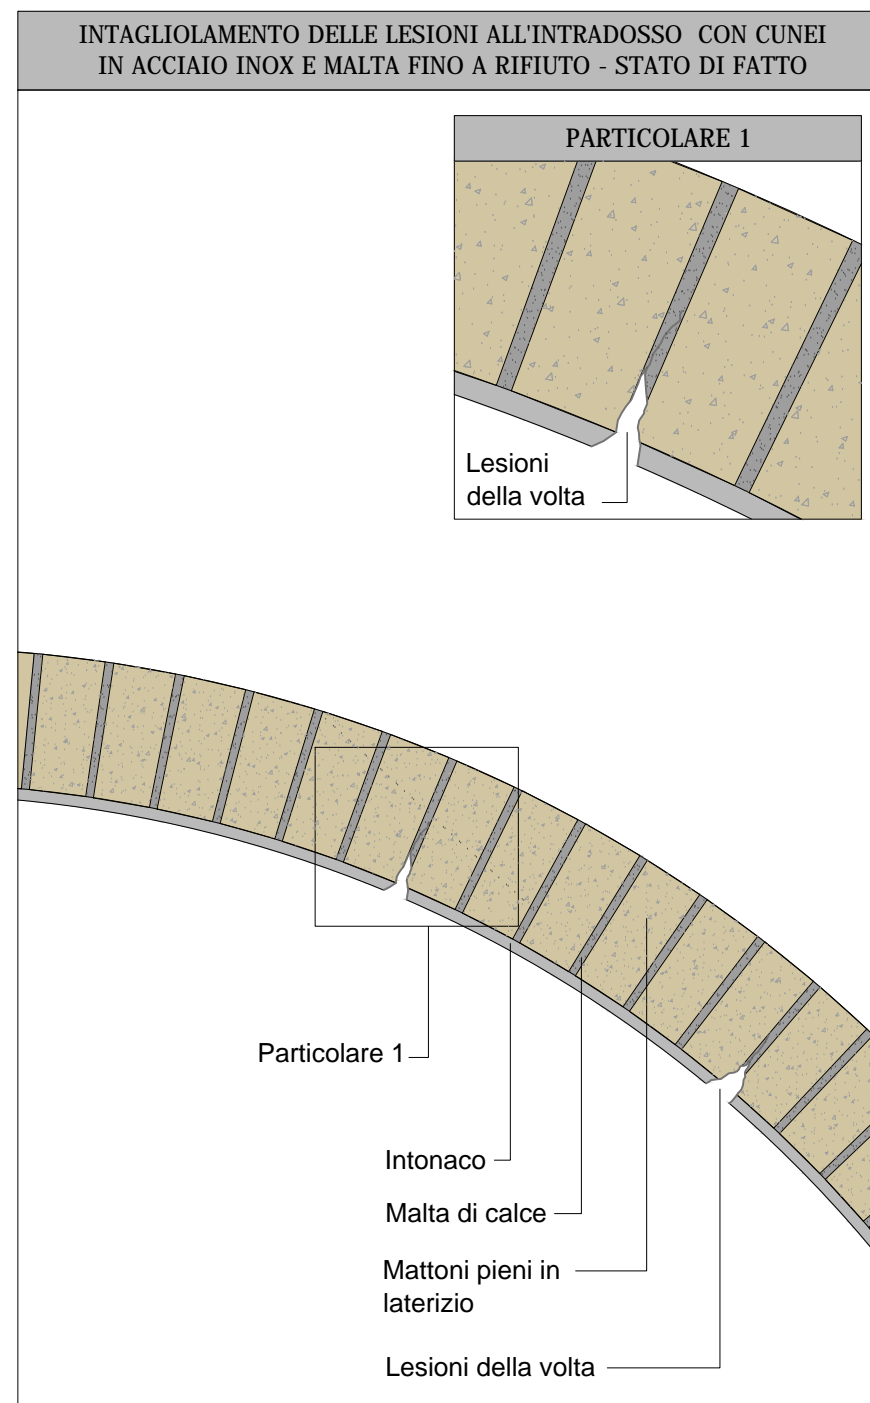 INTAGLIOLAMENTO DELLE LESIONI ALL'INTRADOSSO CON CUNEI
IN ACCIAIO INOX E MALTA FINO A RIFIUTO - STATO DI FATTO
PARTICOLARE 1
Lesioni
della volta
Particolare 1
Intonaco
Malta di calce
Mattoni pieni in
laterizio
Lesioni della volta